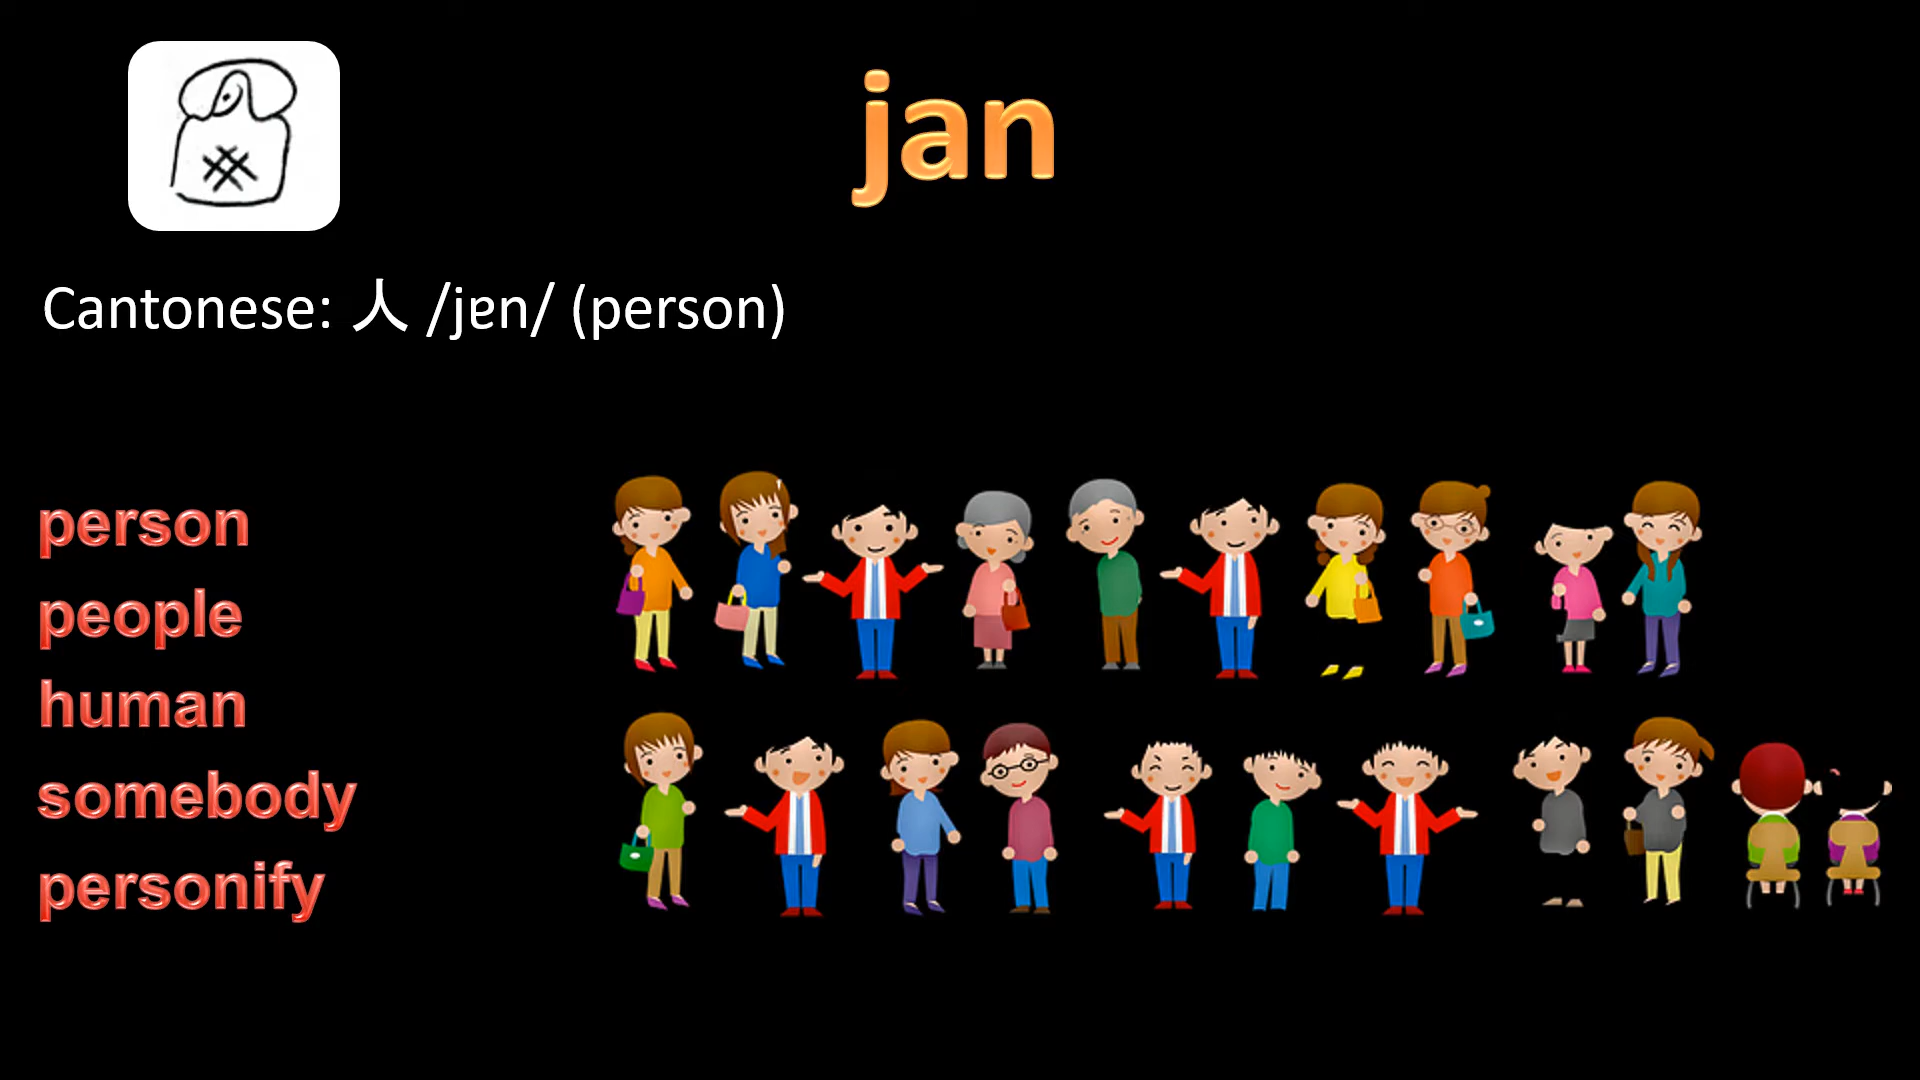 jan
Cantonese: 人 /jɐn/ (person)
person
people
human
somebody
personify